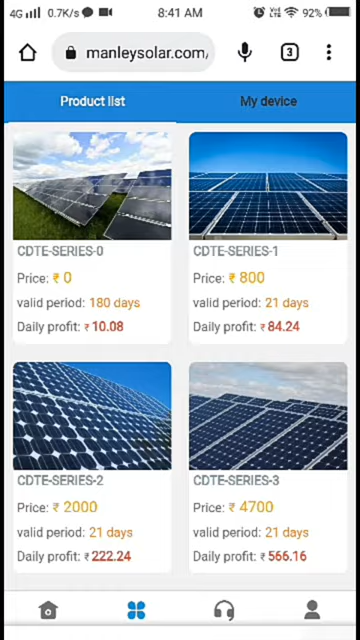 4G 0.7K/s 8:41 AM 92%
manleysolar.com/
3
Product list
My device
CDTE-SERIES-0
Price: ₹ 0
valid period: 180 days
Daily profit: ₹ 10.08
CDTE-SERIES-1
Price: ₹ 800
valid period: 21 days
Daily profit: ₹ 84.24
CDTE-SERIES-2
Price: ₹ 2000
valid period: 21 days
Daily profit: ₹ 222.24
CDTE-SERIES-3
Price: ₹ 4700
valid period: 21 days
Daily profit: ₹ 566.16